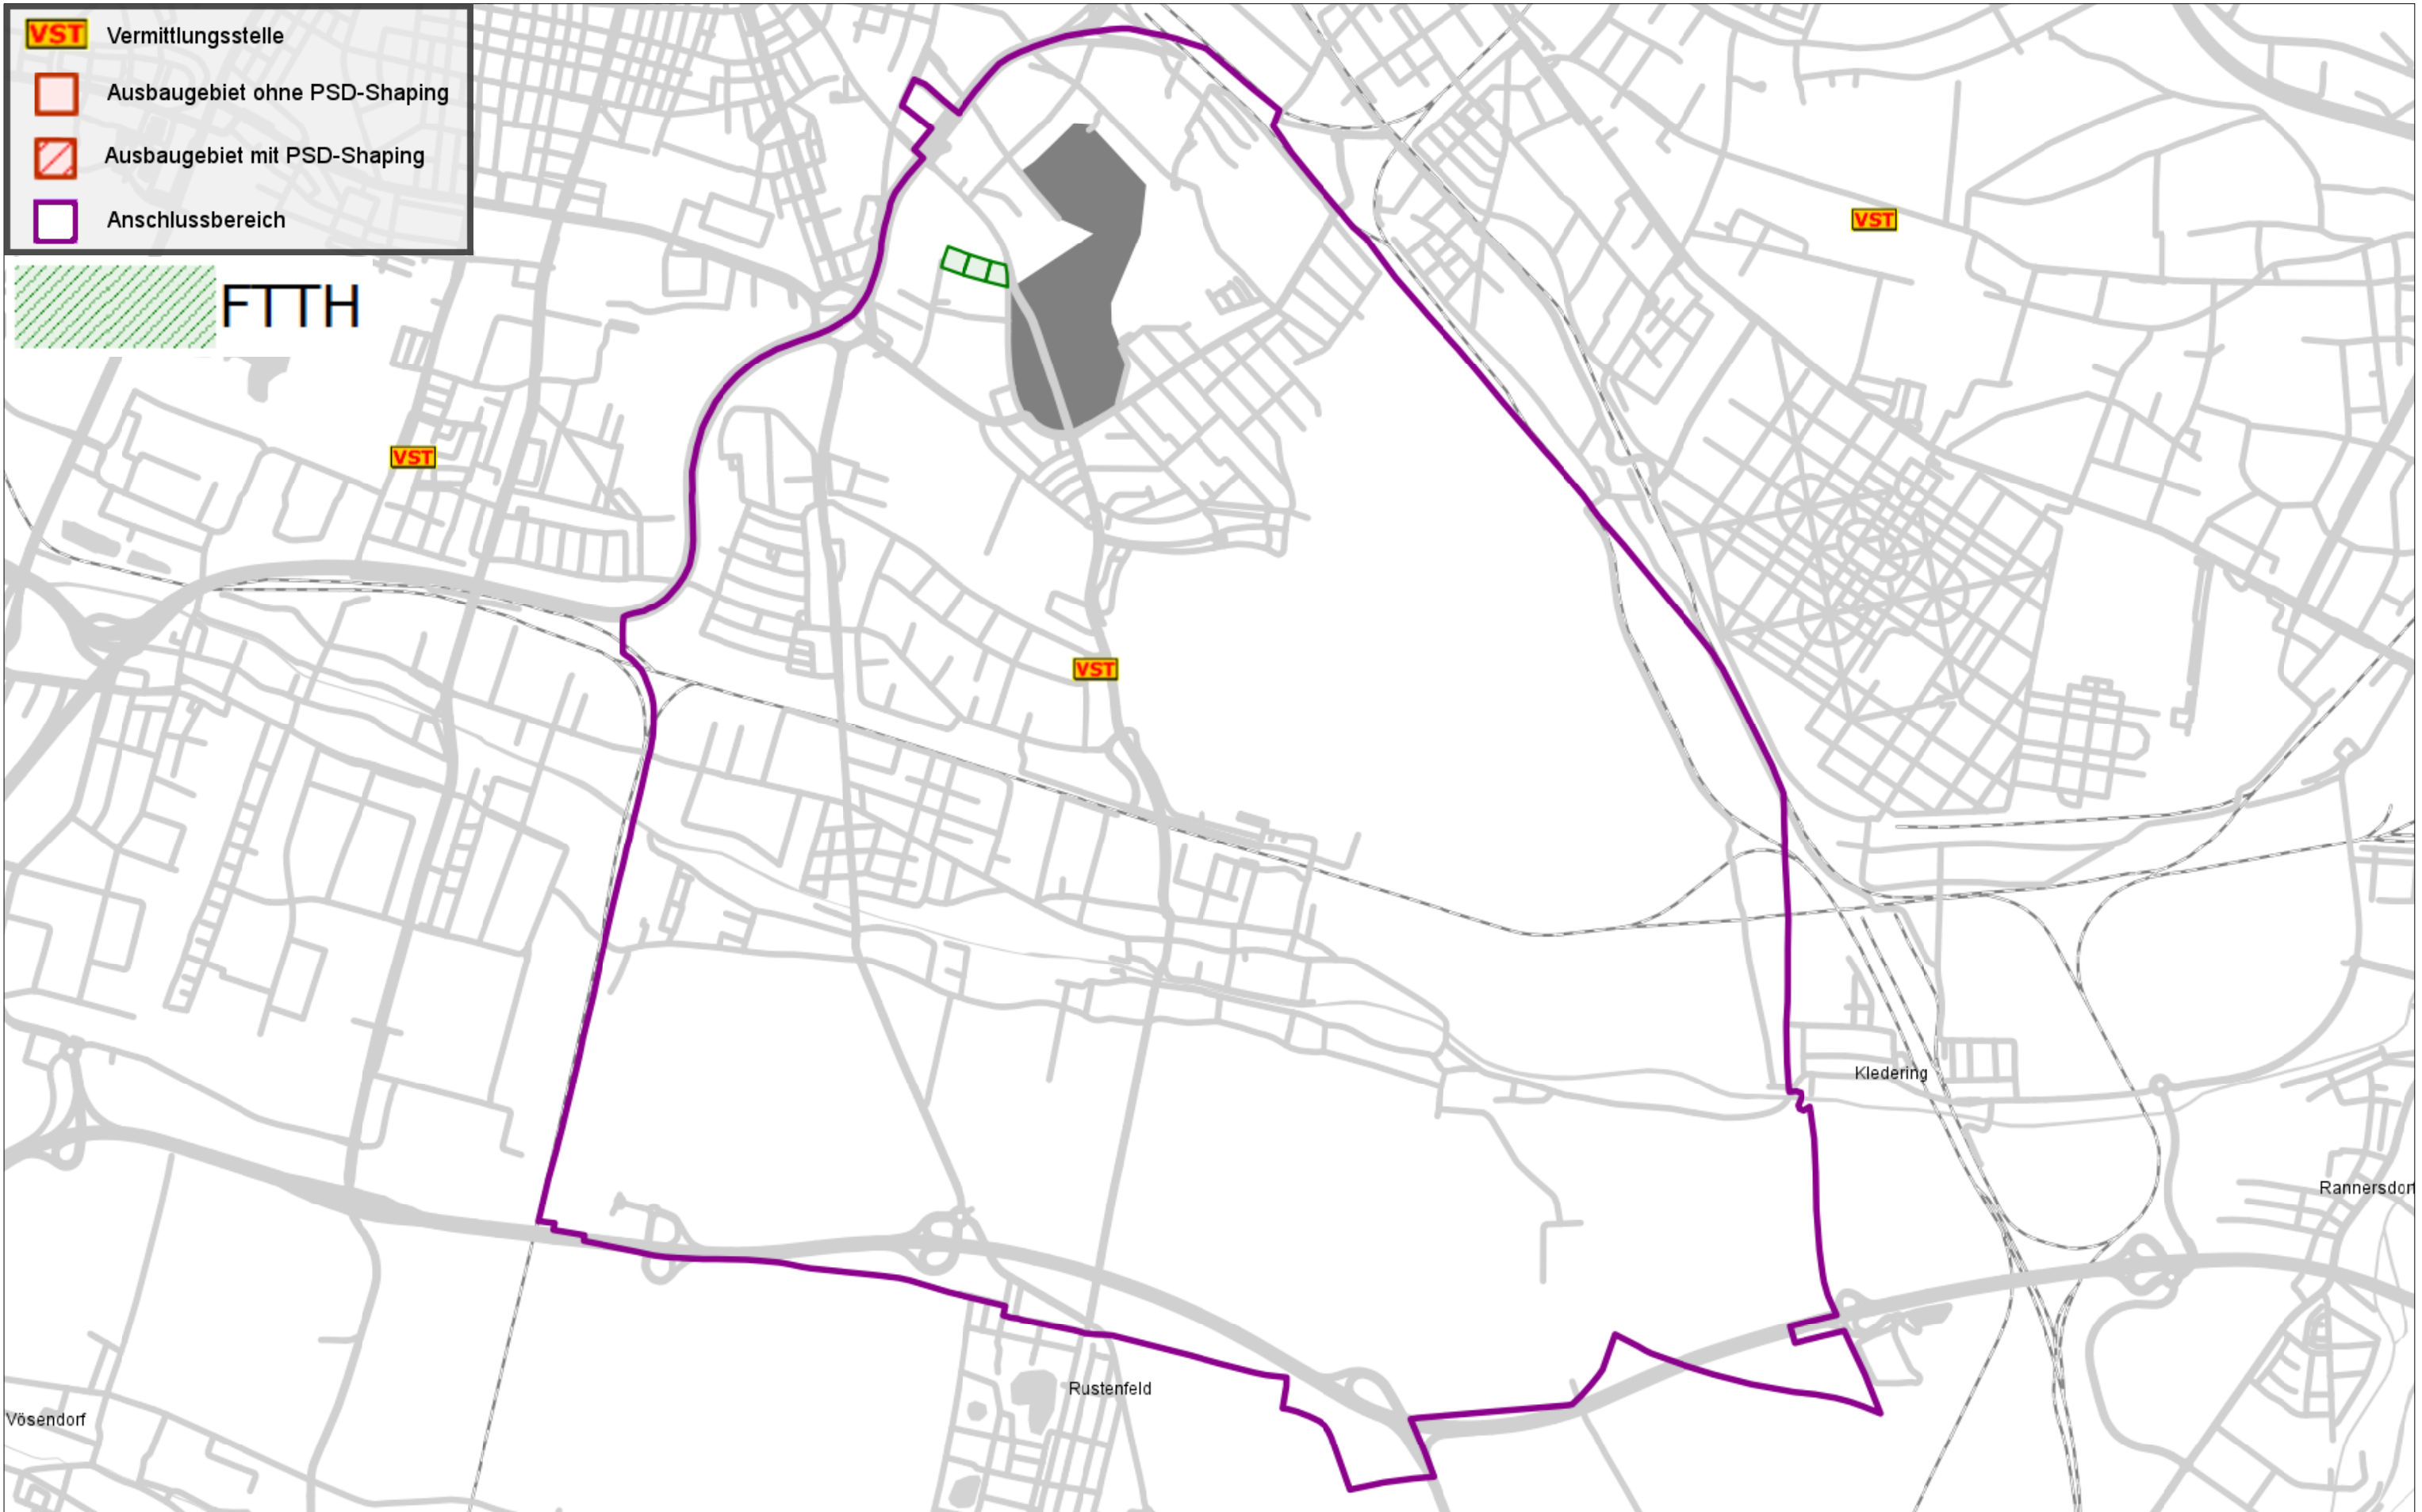 VST Vermittlungsstelle
Ausbaugebiet ohne PSD-Shaping
Ausbaugebiet mit PSD-Shaping
Anschlussbereich
FTTH
VST
VST
VST
Kledering
Rannersdorf
Rustenfeld
Vösendorf